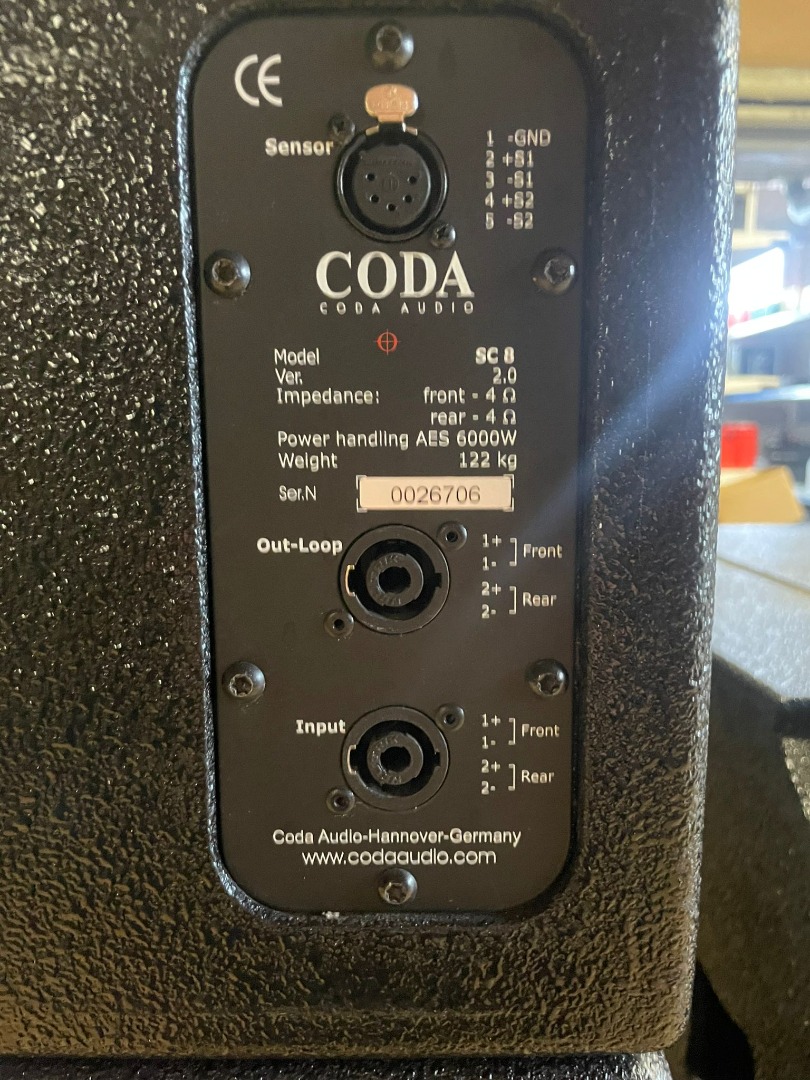 CE
Sensor
1 -GND
2 +S1
3 -S1
4 +S2
5 -S2
CODA
CODA AUDIO
Model SC 8
Ver. 2.0
Impedance: front - 4 Ω
rear - 4 Ω
Power handling AES 6000W
Weight 122 kg
Ser.N 0026706
Out-Loop
1+
1-
Front
2+
2-
Rear
Input
1+
1-
Front
2+
2-
Rear
Coda Audio-Hannover-Germany
www.codaaudio.com